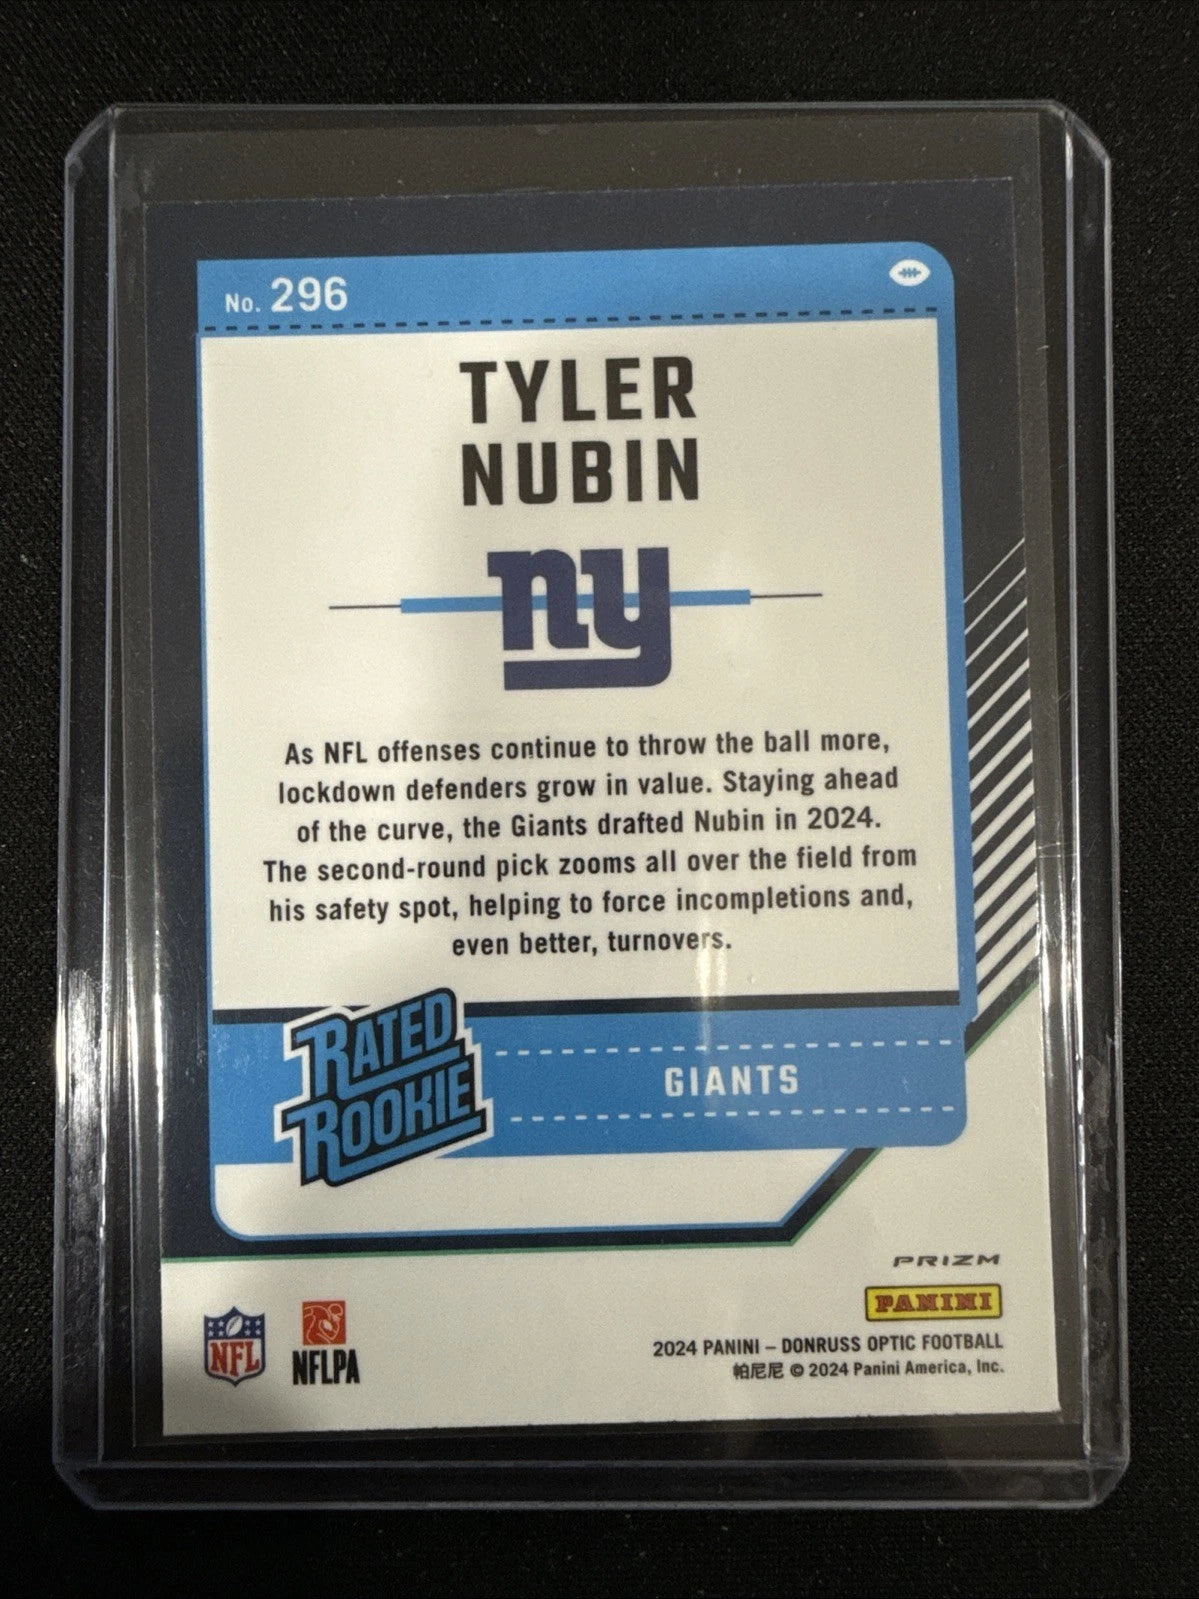 No. 296
TYLER
NUBIN
ny
As NFL offenses continue to throw the ball more,
lockdown defenders grow in value. Staying ahead
of the curve, the Giants drafted Nubin in 2024.
The second-round pick zooms all over the field from
his safety spot, helping to force incompletions and,
even better, turnovers.
RATED
ROOKIE
GIANTS
PRIZM
PANINI
NFL
NFLPA
2024 PANINI – DONRUSS OPTIC FOOTBALL
帕尼尼 © 2024 Panini America, Inc.